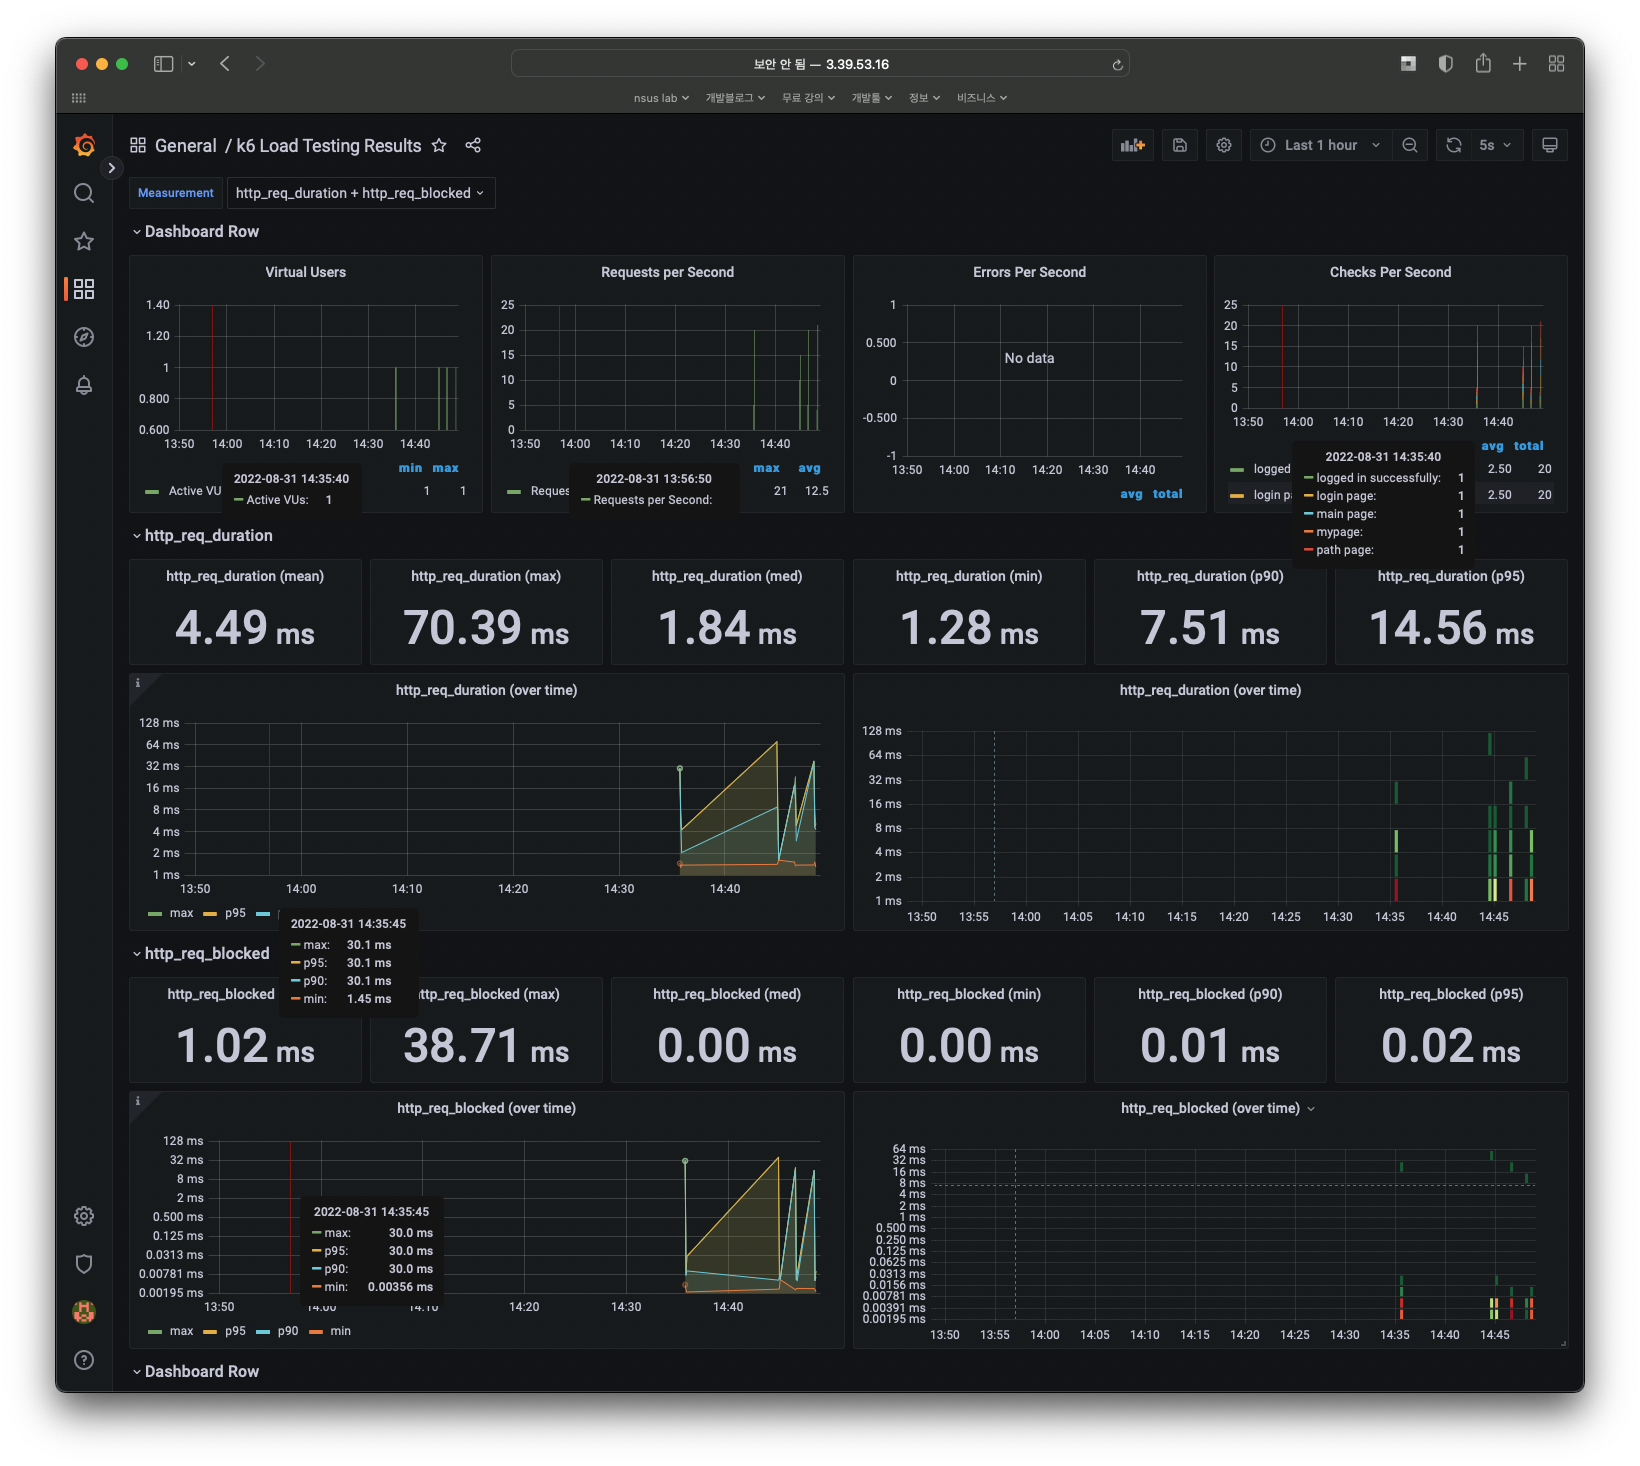 보안 안 됨 — 3.39.53.16
nsus lab 개발블로그 무료 강의 개발툴 정보 비즈니스
General / k6 Load Testing Results
Last 1 hour 5s
Measurement http_req_duration + http_req_blocked
Dashboard Row
Virtual Users
1.40
1.20
1
0.800
0.600
13:50 14:00 14:10 14:20 14:30 14:40
min max
Active VU 1 1
2022-08-31 14:35:40
Active VUs: 1
Requests per Second
25
20
15
10
5
0
13:50 14:00 14:10 14:20 14:30 14:40
max avg
Reques 21 12.5
2022-08-31 13:56:50
Requests per Second:
Errors Per Second
1
0.500
0
-0.500
-1
No data
13:50 14:00 14:10 14:20 14:30 14:40
avg total
Checks Per Second
25
20
15
10
5
0
13:50 14:00 14:10 14:20 14:30 14:40
avg total
logged 2.50 20
login p 2.50 20
2022-08-31 14:35:40
logged in successfully: 1
login page: 1
main page: 1
mypage: 1
path page: 1
http_req_duration
http_req_duration (mean)
4.49 ms
http_req_duration (max)
70.39 ms
http_req_duration (med)
1.84 ms
http_req_duration (min)
1.28 ms
http_req_duration (p90)
7.51 ms
http_req_duration (p95)
14.56 ms
http_req_duration (over time)
128 ms
64 ms
32 ms
16 ms
8 ms
4 ms
2 ms
1 ms
13:50 14:00 14:10 14:20 14:30 14:40
max p95
2022-08-31 14:35:45
max: 30.1 ms
p95: 30.1 ms
p90: 30.1 ms
min: 1.45 ms
http_req_duration (over time)
128 ms
64 ms
32 ms
16 ms
8 ms
4 ms
2 ms
1 ms
13:50 13:55 14:00 14:05 14:10 14:15 14:20 14:25 14:30 14:35 14:40 14:45
http_req_blocked
http_req_blocked
1.02 ms
ttp_req_blocked (max)
38.71 ms
http_req_blocked (med)
0.00 ms
http_req_blocked (min)
0.00 ms
http_req_blocked (p90)
0.01 ms
http_req_blocked (p95)
0.02 ms
http_req_blocked (over time)
128 ms
32 ms
8 ms
2 ms
0.500 ms
0.125 ms
0.0313 ms
0.00781 ms
0.00195 ms
13:50 14:00 14:10 14:20 14:30 14:40
2022-08-31 14:35:45
max: 30.0 ms
p95: 30.0 ms
p90: 30.0 ms
min: 0.00356 ms
max p95 p90 min
http_req_blocked (over time)
64 ms
32 ms
16 ms
8 ms
4 ms
2 ms
1 ms
0.500 ms
0.250 ms
0.125 ms
0.0625 ms
0.0313 ms
0.0156 ms
0.00781 ms
0.00391 ms
0.00195 ms
13:50 13:55 14:00 14:05 14:10 14:15 14:20 14:25 14:30 14:35 14:40 14:45
Dashboard Row